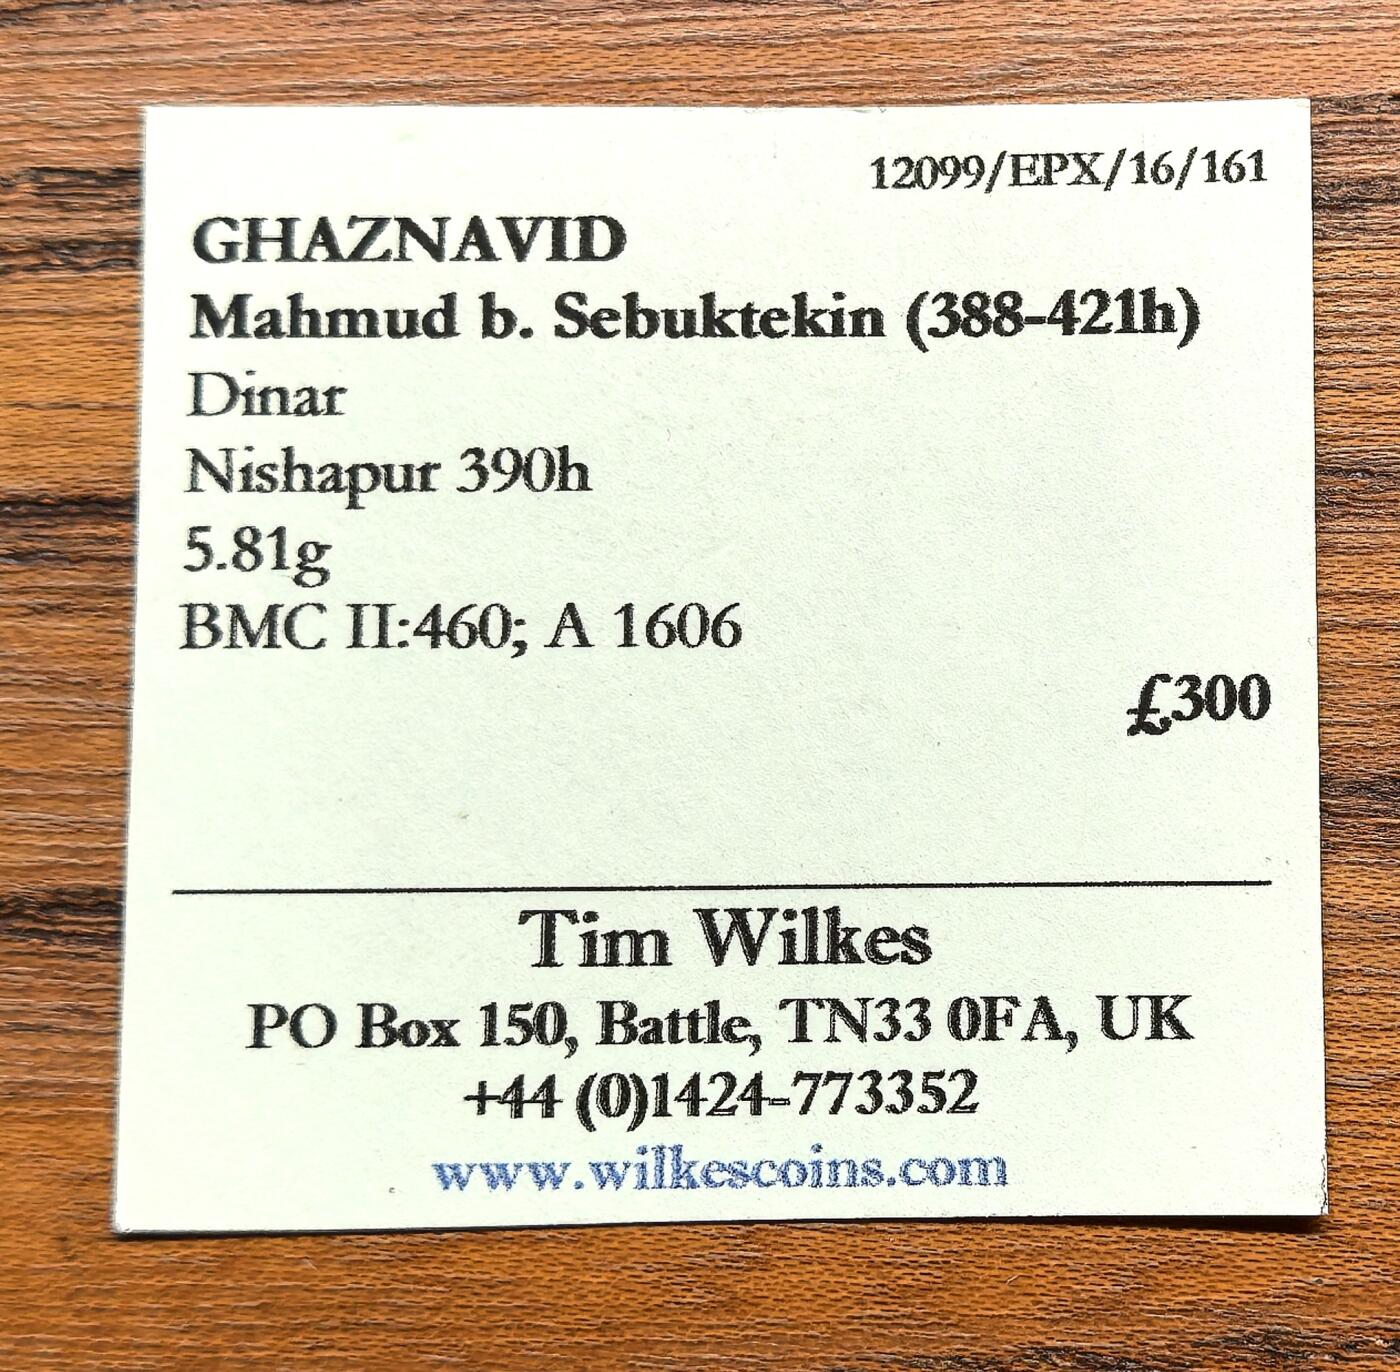 12099/EPX/16/161
GHAZNAVID
Mahmud b. Sebuktekin (388-421h)
Dinar
Nishapur 390h
5.81g
BMC II:460; A 1606
£300
Tim Wilkes
PO Box 150, Battle, TN33 0FA, UK
+44 (0)1424-773352
www.wilkescoins.com